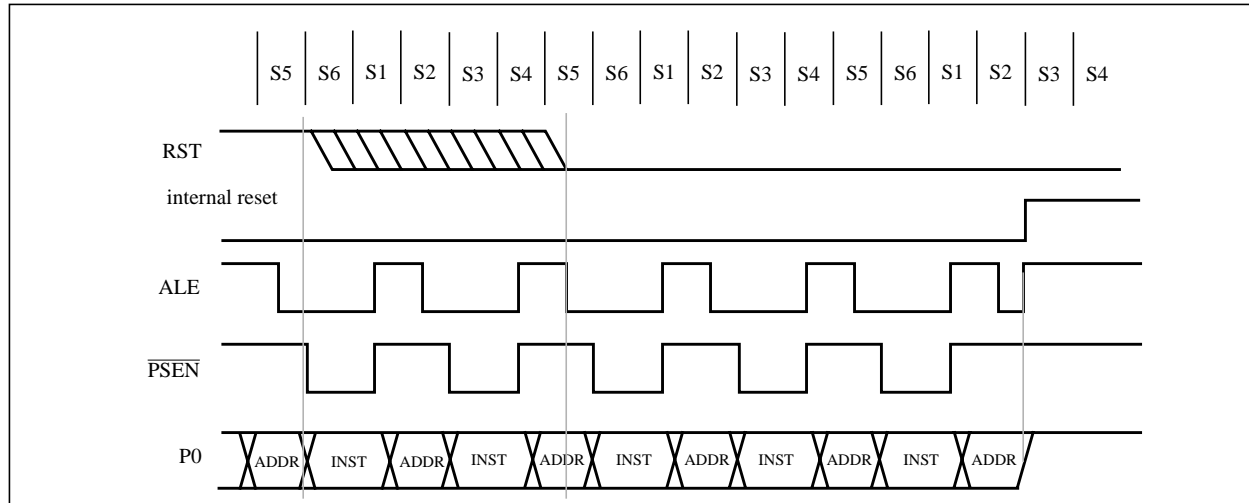 S5 S6 S1 S2 S3 S4 S5 S6 S1 S2 S3 S4 S5 S6 S1 S2 S3 S4
RST
internal reset
ALE
PSEN
P0 ADDR INST ADDR INST ADDR INST ADDR INST ADDR INST ADDR